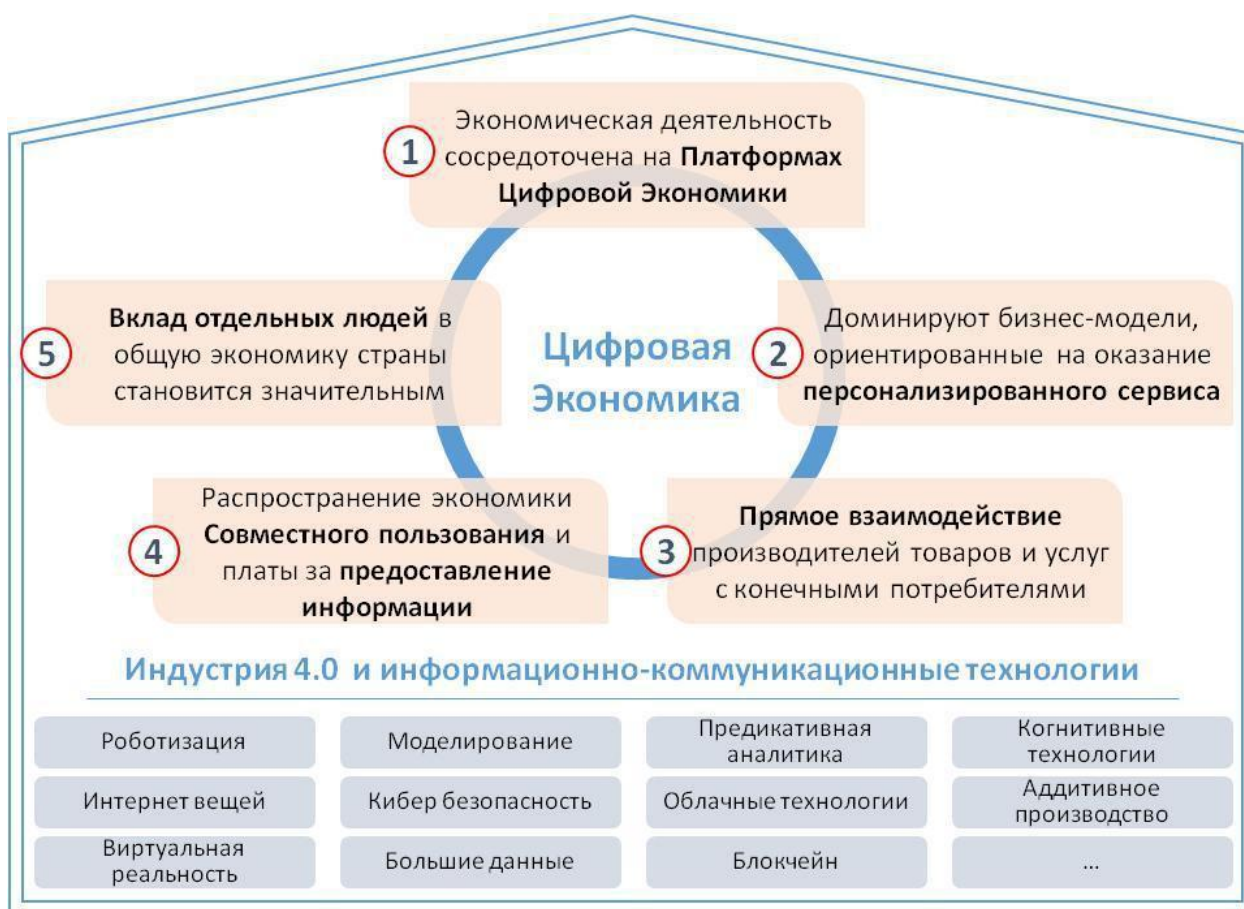 1
Экономическая деятельность
сосредоточена на Платформах
Цифровой Экономики
5
Вклад отдельных людей в
общую экономику страны
становится значительным
Цифровая
Экономика
2
Доминируют бизнес-модели,
ориентированные на оказание
персонализированного сервиса
4
Распространение экономики
Совместного пользования и
платы за предоставление
информации
3
Прямое взаимодействие
производителей товаров и услуг
с конечными потребителями
Индустрия 4.0 и информационно-коммуникационные технологии
Роботизация
Моделирование
Предикативная
аналитика
Когнитивные
технологии
Интернет вещей
Кибер безопасность
Облачные технологии
Аддитивное
производство
Виртуальная
реальность
Большие данные
Блокчейн
...